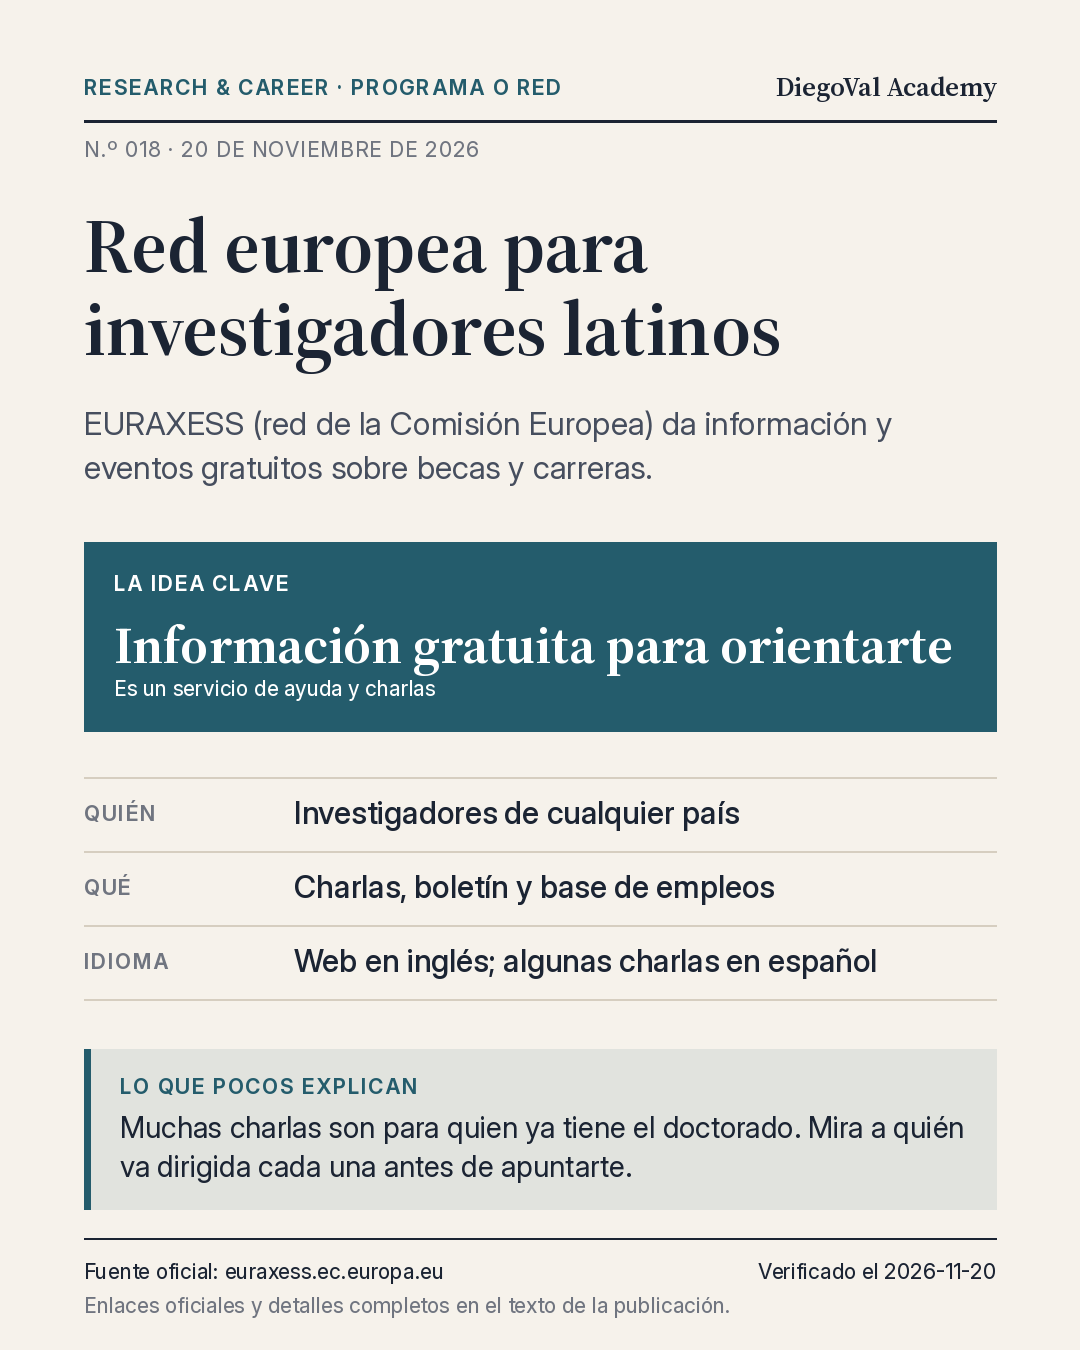 RESEARCH & CAREER · PROGRAMA O RED
DiegoVal Academy
N.º 018 · 20 DE NOVIEMBRE DE 2026
Red europea para
investigadores latinos
EURAXESS (red de la Comisión Europea) da información y
eventos gratuitos sobre becas y carreras.
LA IDEA CLAVE
Información gratuita para orientarte
Es un servicio de ayuda y charlas
QUIÉN
Investigadores de cualquier país
QUÉ
Charlas, boletín y base de empleos
IDIOMA
Web en inglés; algunas charlas en español
LO QUE POCOS EXPLICAN
Muchas charlas son para quien ya tiene el doctorado. Mira a quién
va dirigida cada una antes de apuntarte.
Fuente oficial: euraxess.ec.europa.eu
Verificado el 2026-11-20
Enlaces oficiales y detalles completos en el texto de la publicación.